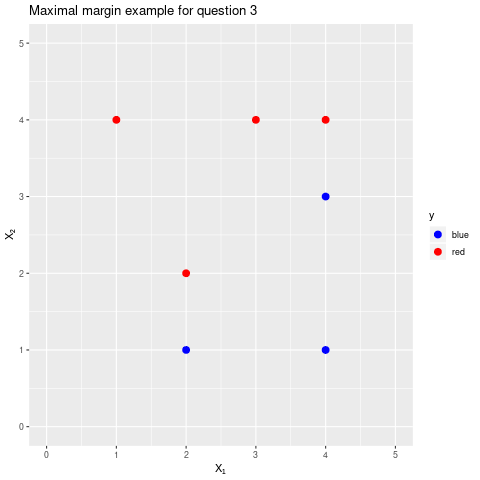 Maximal margin example for question 3
5
4
3
2
1
0
X₂
0 1 2 3 4 5
X₁
y
blue
red